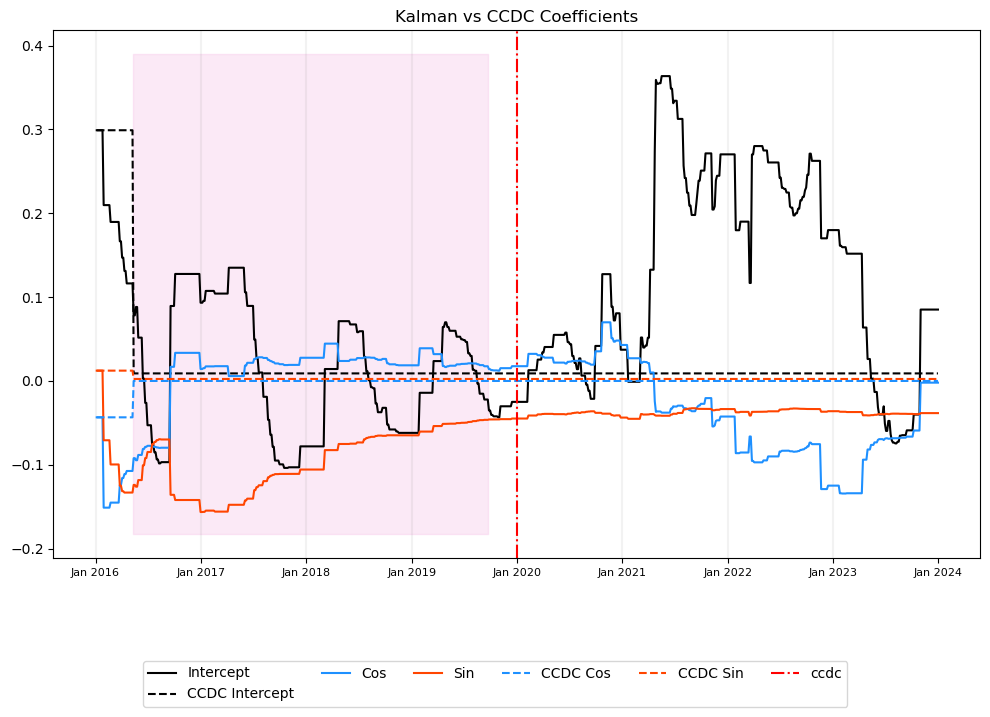 Kalman vs CCDC Coefficients
0.4
0.3
0.2
0.1
0.0
−0.1
−0.2
Jan 2016 Jan 2017 Jan 2018 Jan 2019 Jan 2020 Jan 2021 Jan 2022 Jan 2023 Jan 2024
Intercept Cos Sin CCDC Cos CCDC Sin ccdc
CCDC Intercept